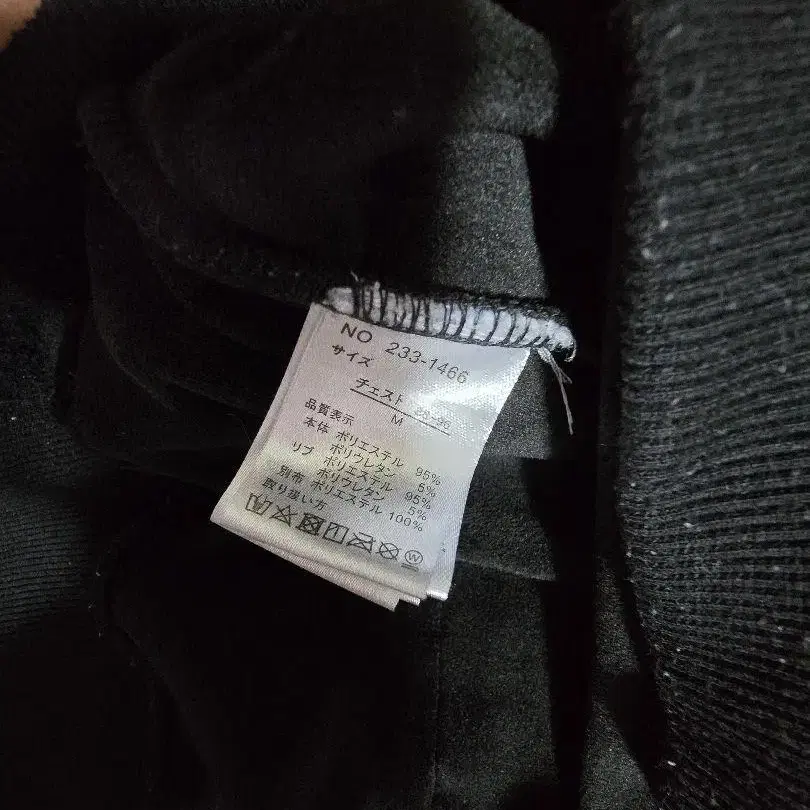 NO 233-1466
サイズ
チェスト 88-96
M
品質表示
本体 ポリエステル 95%
ポリウレタン 5%
リブ ポリエステル 95%
ポリウレタン 5%
別布 ポリエステル 100%
取り扱い方
W